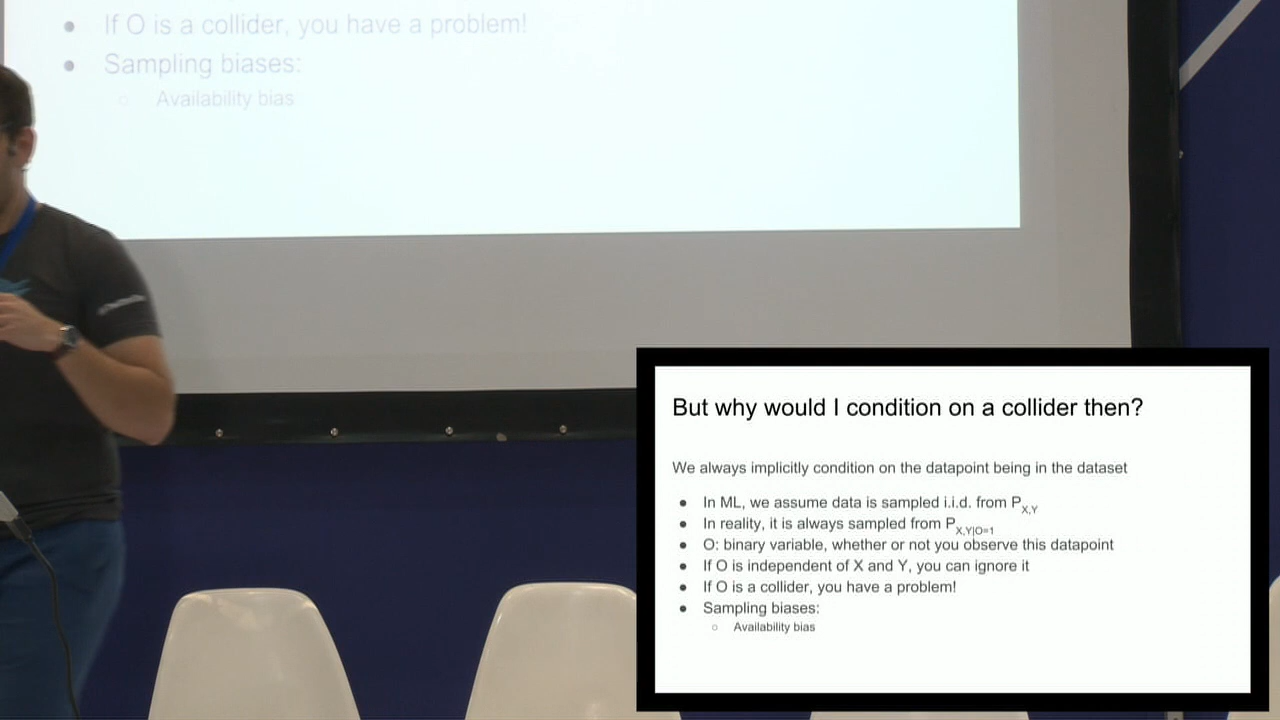 ● If O is a collider, you have a problem!
● Sampling biases:
○ Availability bias
But why would I condition on a collider then?
We always implicitly condition on the datapoint being in the dataset
● In ML, we assume data is sampled i.i.d. from P_X,Y
● In reality, it is always sampled from P_X,Y|O=1
● O: binary variable, whether or not you observe this datapoint
● If O is independent of X and Y, you can ignore it
● If O is a collider, you have a problem!
● Sampling biases:
○ Availability bias